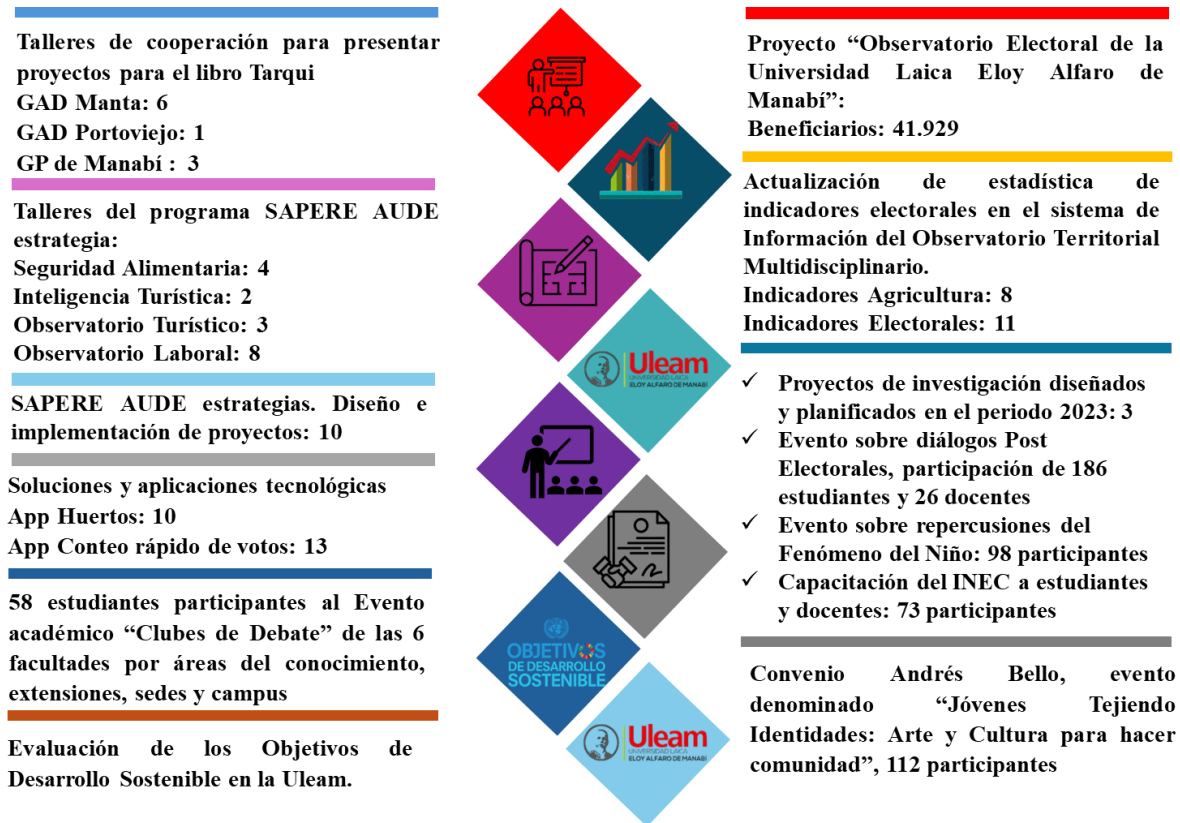 Talleres de cooperación para presentar
proyectos para el libro Tarqui
GAD Manta: 6
GAD Portoviejo: 1
GP de Manabí : 3
Talleres del programa SAPERE AUDE
estrategia:
Seguridad Alimentaria: 4
Inteligencia Turística: 2
Observatorio Turístico: 3
Observatorio Laboral: 8
SAPERE AUDE estrategias. Diseño e
implementación de proyectos: 10
Soluciones y aplicaciones tecnológicas
App Huertos: 10
App Conteo rápido de votos: 13
58 estudiantes participantes al Evento
académico “Clubes de Debate” de las 6
facultades por áreas del conocimiento,
extensiones, sedes y campus
Evaluación de los Objetivos de
Desarrollo Sostenible en la Uleam.
Uleam
UNIVERSIDAD LAICA
ELOY ALFARO DE MANABÍ
OBJETIVOS
DE DESARROLLO
SOSTENIBLE
Uleam
UNIVERSIDAD LAICA
ELOY ALFARO DE MANABÍ
Proyecto “Observatorio Electoral de la
Universidad Laica Eloy Alfaro de
Manabí”:
Beneficiarios: 41.929
Actualización de estadística de
indicadores electorales en el sistema de
Información del Observatorio Territorial
Multidisciplinario.
Indicadores Agricultura: 8
Indicadores Electorales: 11
✓ Proyectos de investigación diseñados
y planificados en el periodo 2023: 3
✓ Evento sobre diálogos Post
Electorales, participación de 186
estudiantes y 26 docentes
✓ Evento sobre repercusiones del
Fenómeno del Niño: 98 participantes
✓ Capacitación del INEC a estudiantes
y docentes: 73 participantes
Convenio Andrés Bello, evento
denominado “Jóvenes Tejiendo
Identidades: Arte y Cultura para hacer
comunidad”, 112 participantes